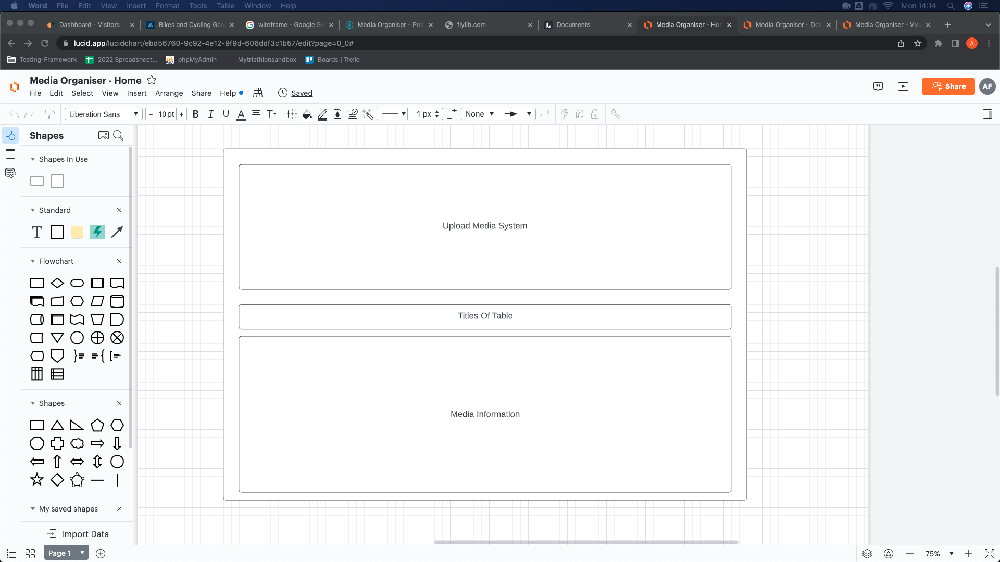 Word File Edit View Insert Format Tools Table Window Help Mon 14:14
Dashboard - Visitors - Bikes and Cycling Gea wireframe - Google Se Media Organiser - Pro flylib.com Documents Media Organiser - Hom Media Organiser - Del Media Organiser - Vie
lucid.app/lucidchart/ebd56760-9c92-4e12-9f9d-606ddf3c1b57/edit?page=0_0# A
Testing-Framework 2022 Spreadsheet... phpMyAdmin Mytriathlonsandbox Boards | Trello
Media Organiser - Home
File Edit Select View Insert Arrange Share Help Saved
Share AF
Liberation Sans 10 pt B I U A T 1 px None
Shapes
Shapes In Use
Standard
T
Flowchart
Shapes
My saved shapes
Import Data
Upload Media System
Titles Of Table
Media Information
Page 1 75%